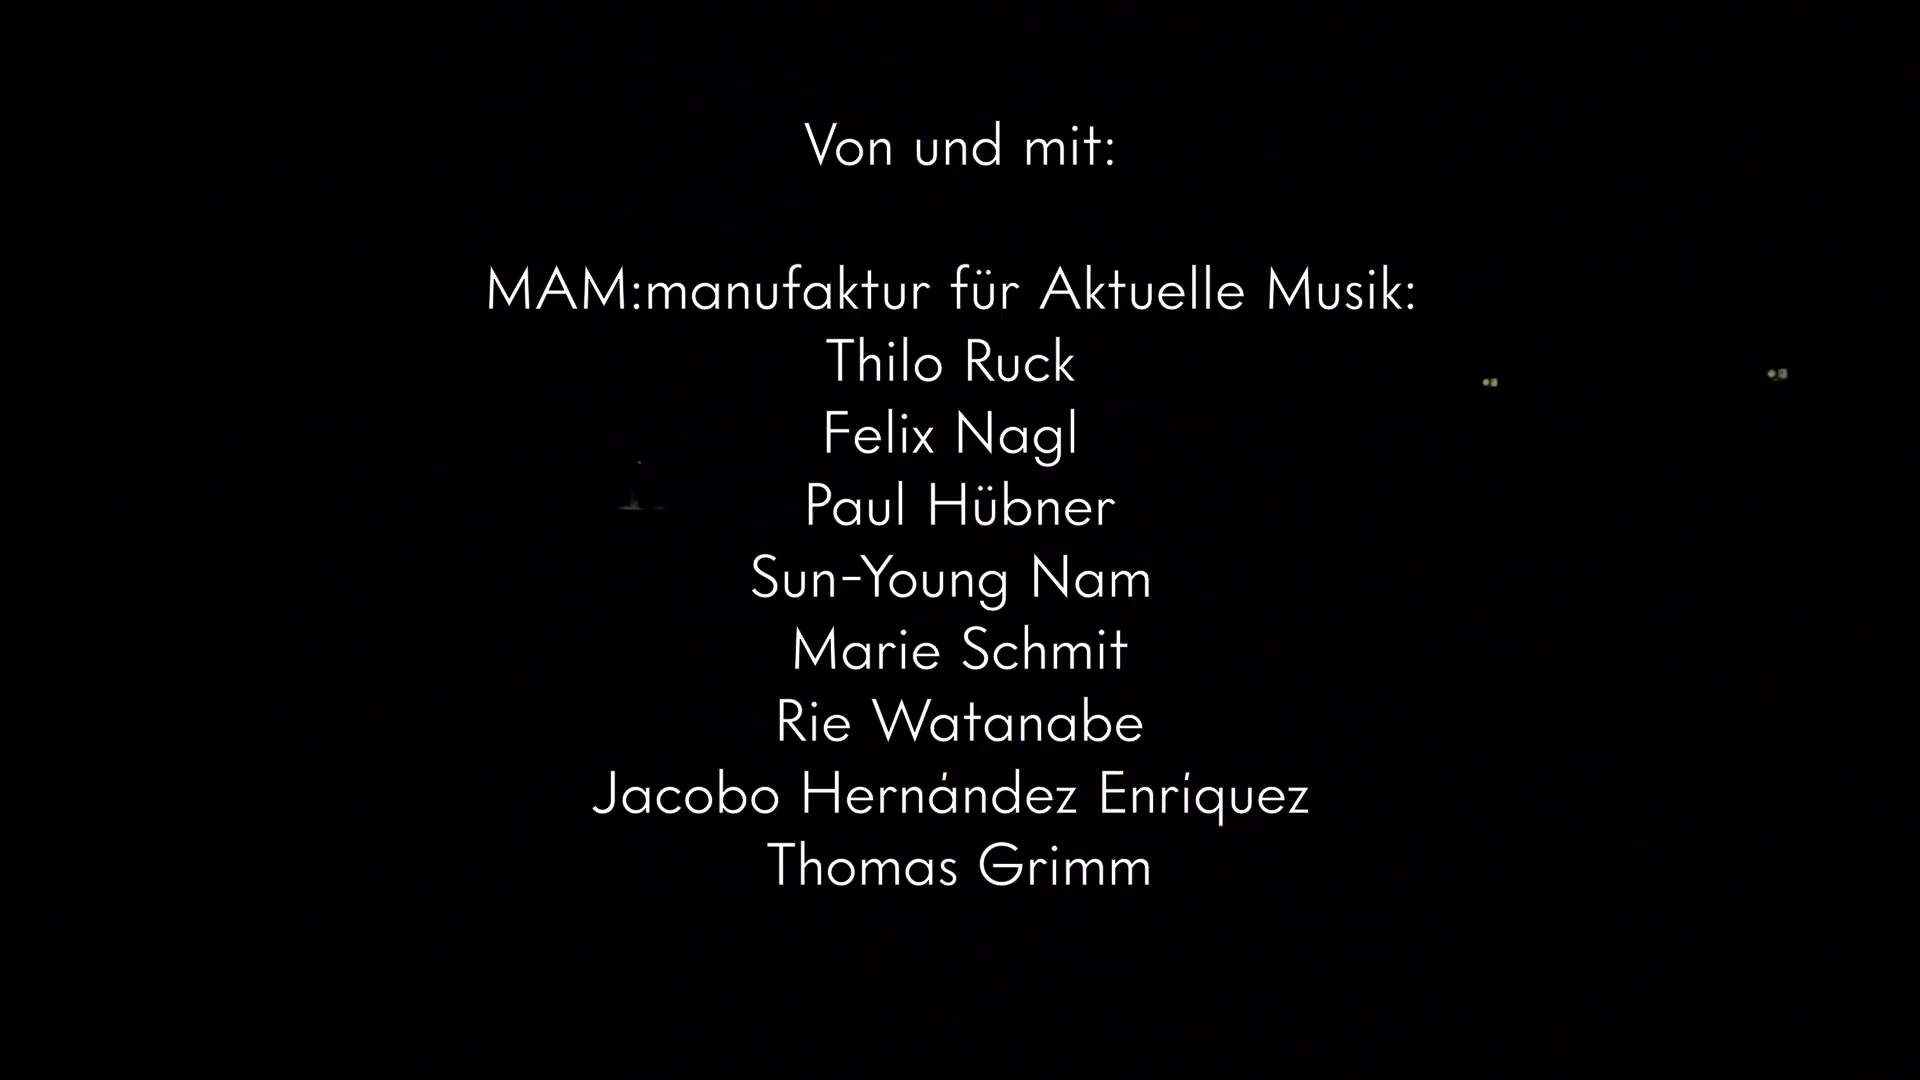 Von und mit:
MAM:manufaktur für Aktuelle Musik:
Thilo Ruck
Felix Nagl
Paul Hübner
Sun-Young Nam
Marie Schmit
Rie Watanabe
Jacobo Hernández Enríquez
Thomas Grimm